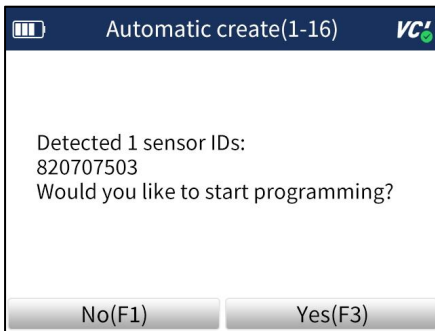 Automatic create(1-16)
VCI
Detected 1 sensor IDs:
820707503
Would you like to start programming?
No(F1)
Yes(F3)